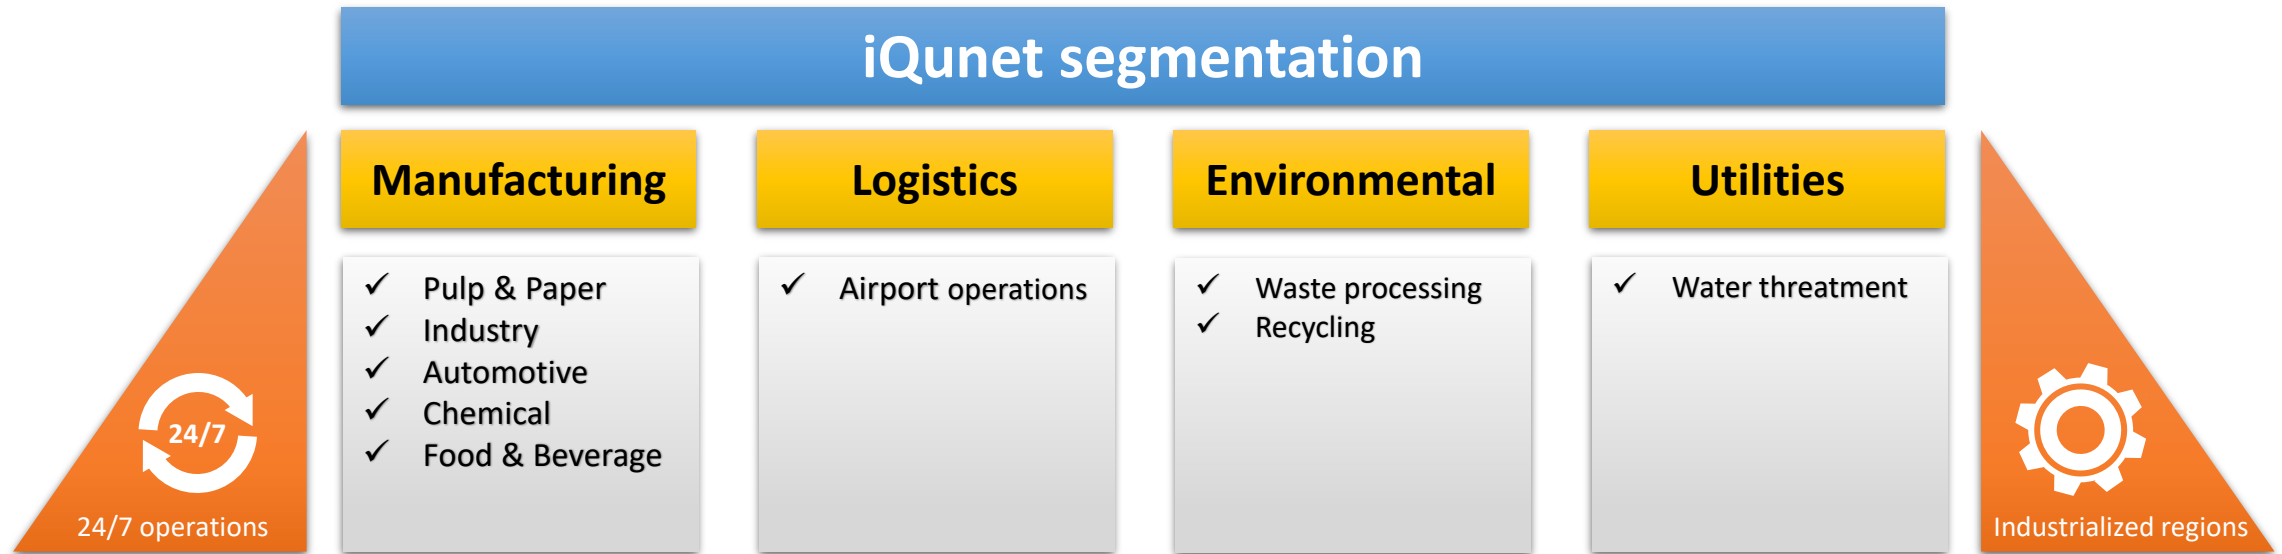 iQunet segmentation
Manufacturing
Logistics
Environmental
Utilities
Pulp & Paper
Industry
Automotive
Chemical
Food & Beverage
Airport operations
Waste processing
Recycling
Water threatment
24/7
24/7 operations
Industrialized regions